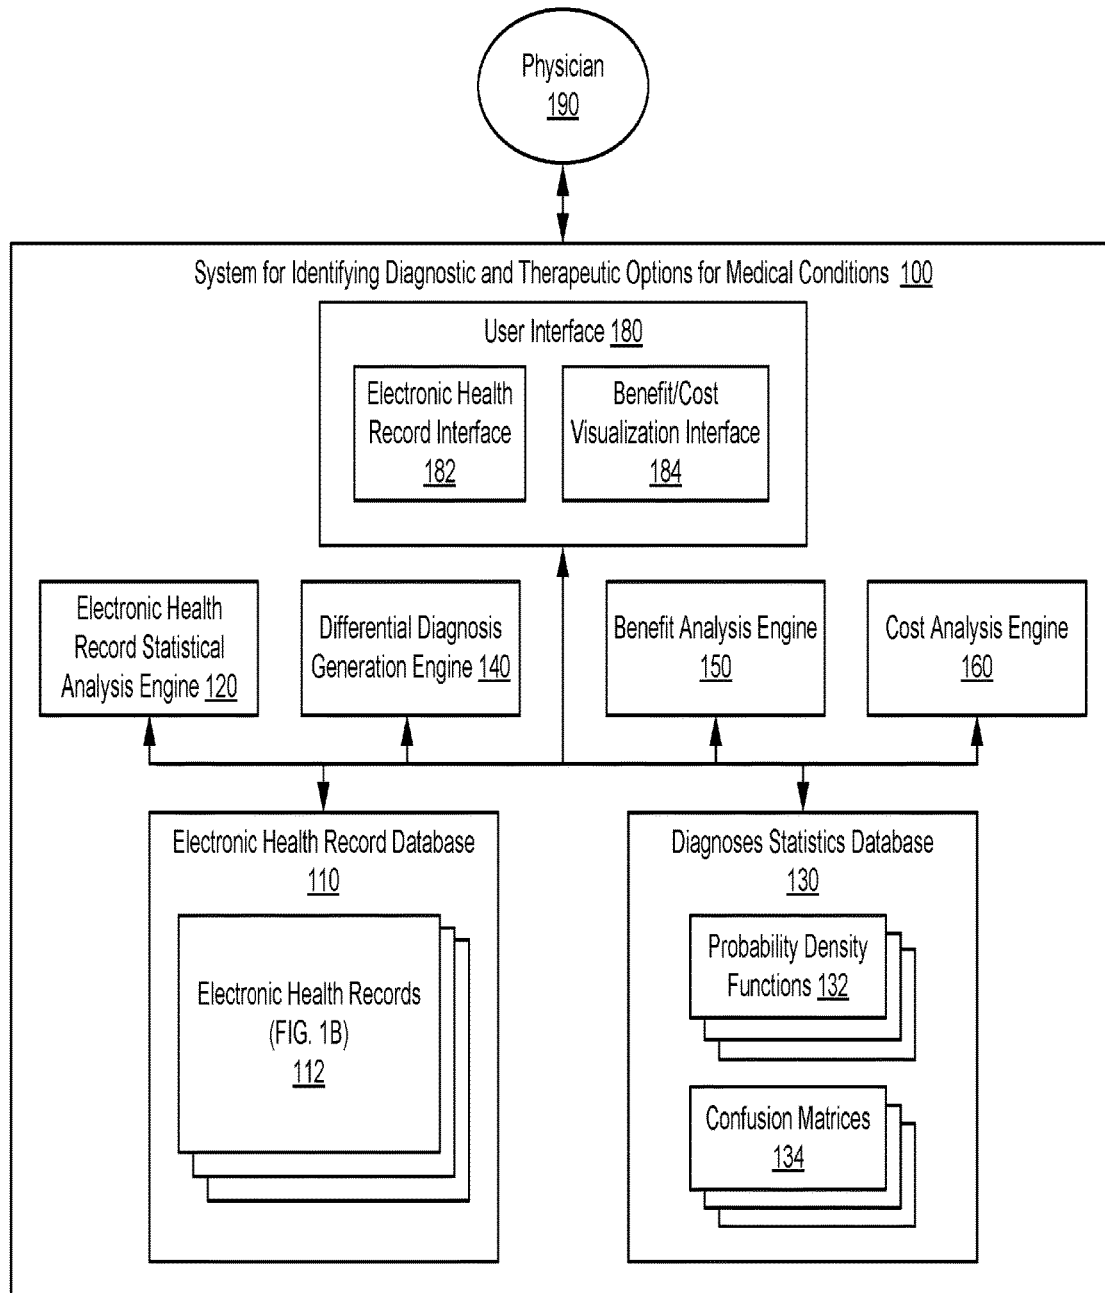 Physician
190
System for Identifying Diagnostic and Therapeutic Options for Medical Conditions 100
User Interface 180
Electronic Health
Record Interface
182
Benefit/Cost
Visualization Interface
184
Electronic Health
Record Statistical
Analysis Engine 120
Differential Diagnosis
Generation Engine 140
Benefit Analysis Engine
150
Cost Analysis Engine
160
Electronic Health Record Database
110
Electronic Health Records
(FIG. 1B)
112
Diagnoses Statistics Database
130
Probability Density
Functions 132
Confusion Matrices
134